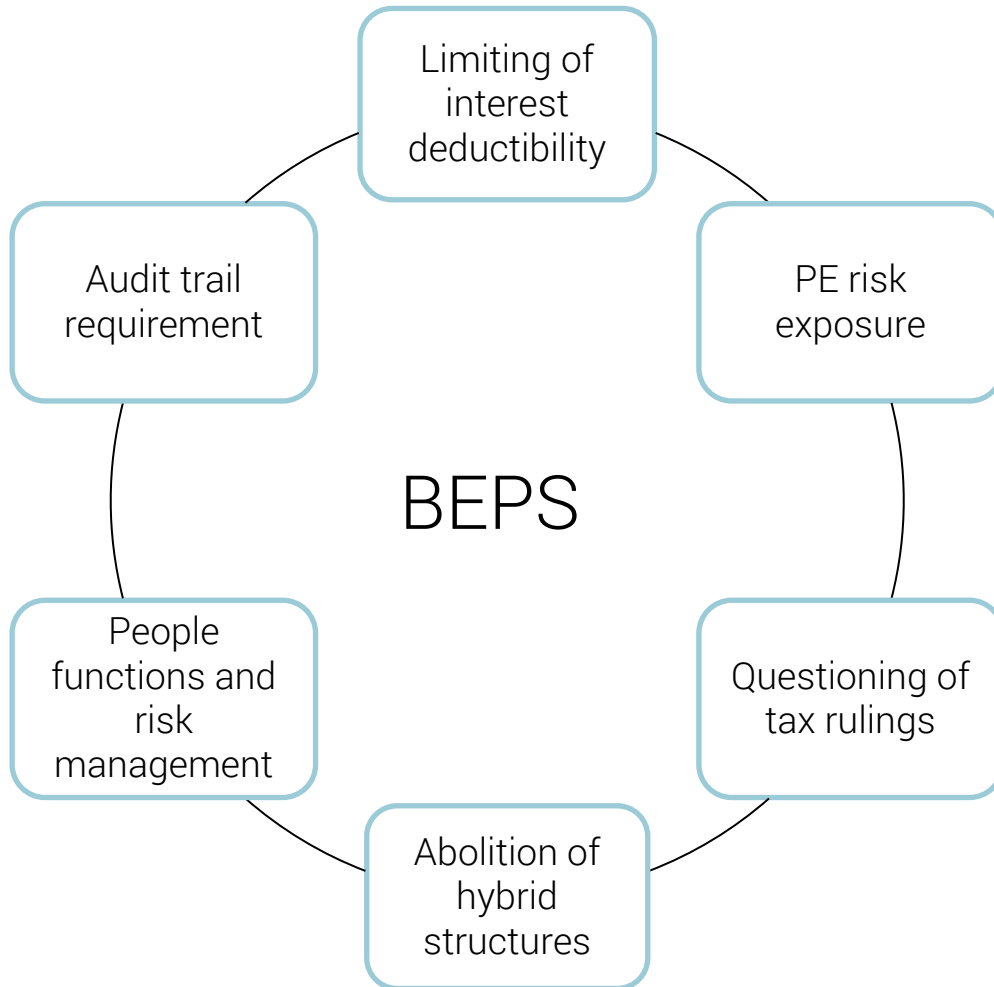 Limiting of
interest
deductibility
Audit trail
requirement
PE risk
exposure
BEPS
People
functions and
risk
management
Questioning of
tax rulings
Abolition of
hybrid
structures